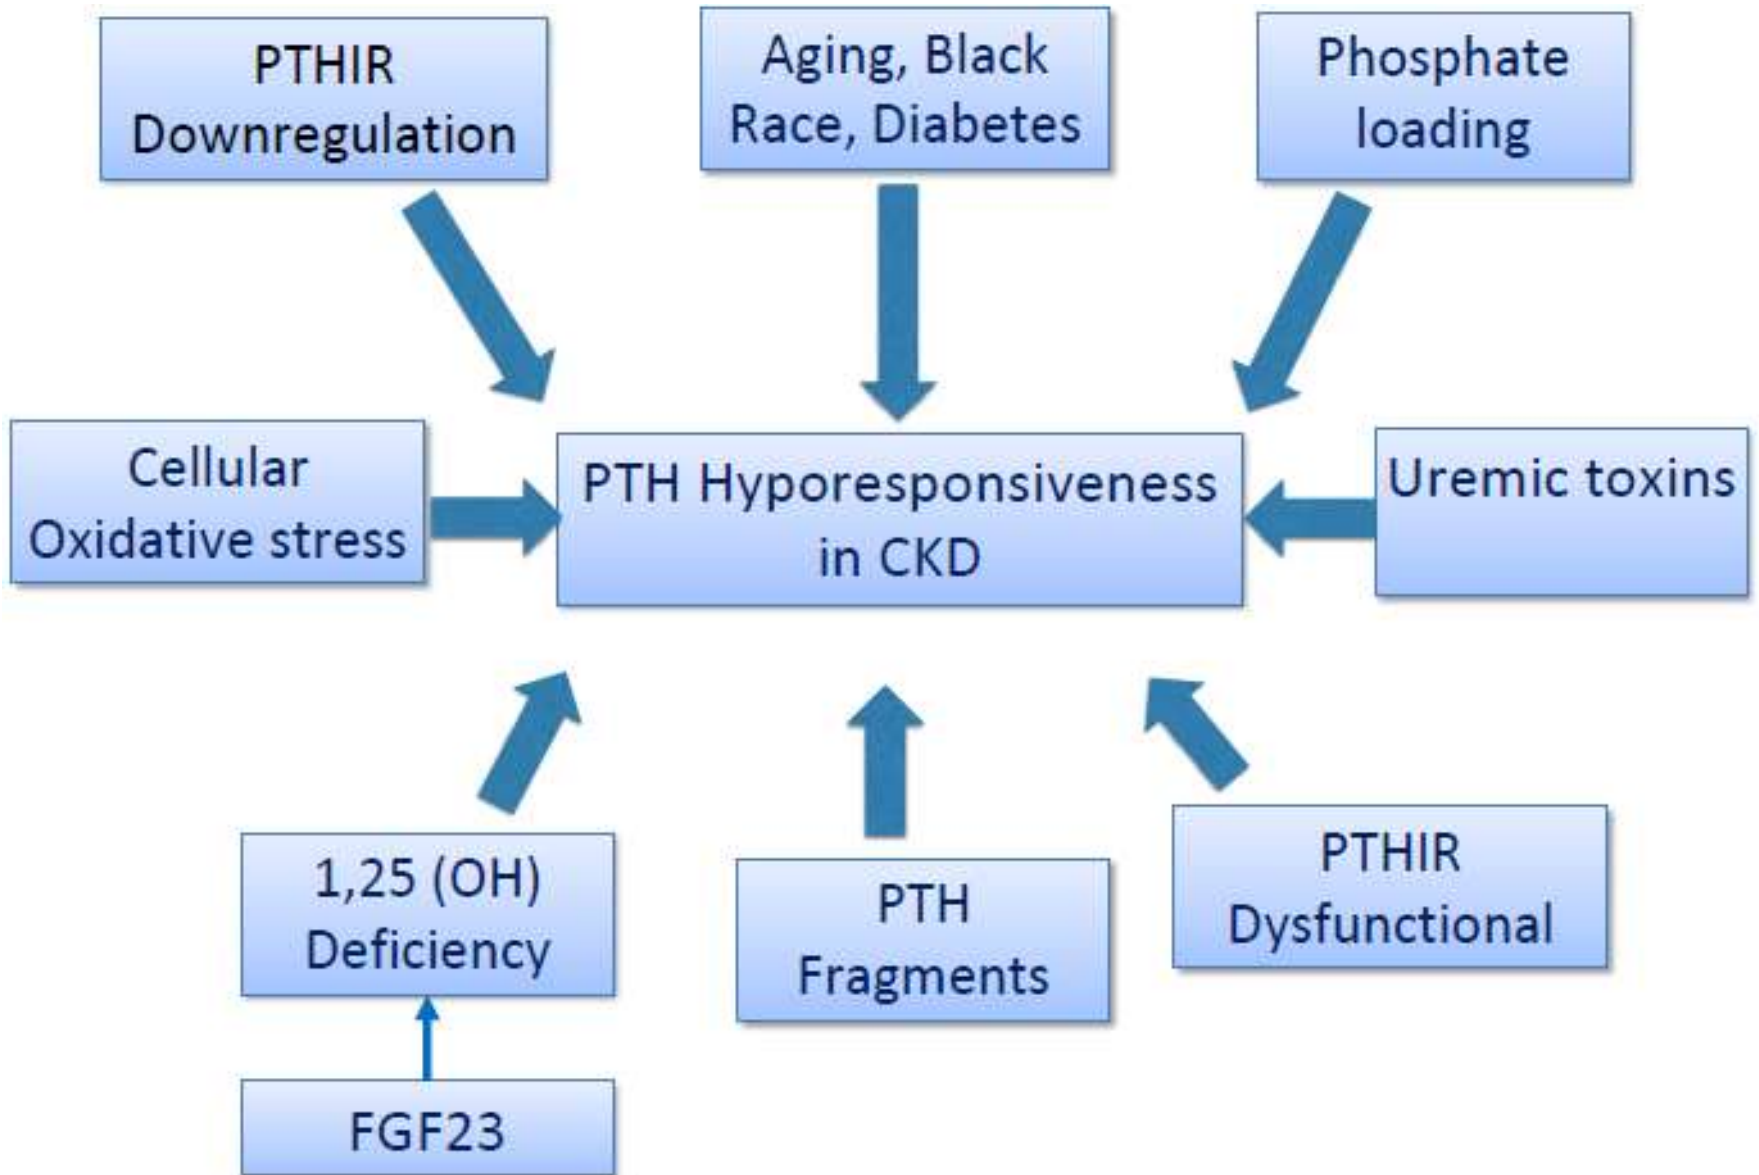 PTHIR
Downregulation
Aging, Black
Race, Diabetes
Phosphate
loading
Cellular
Oxidative stress
PTH Hyporesponsiveness
in CKD
Uremic toxins
1,25 (OH)
Deficiency
PTH
Fragments
PTHIR
Dysfunctional
FGF23